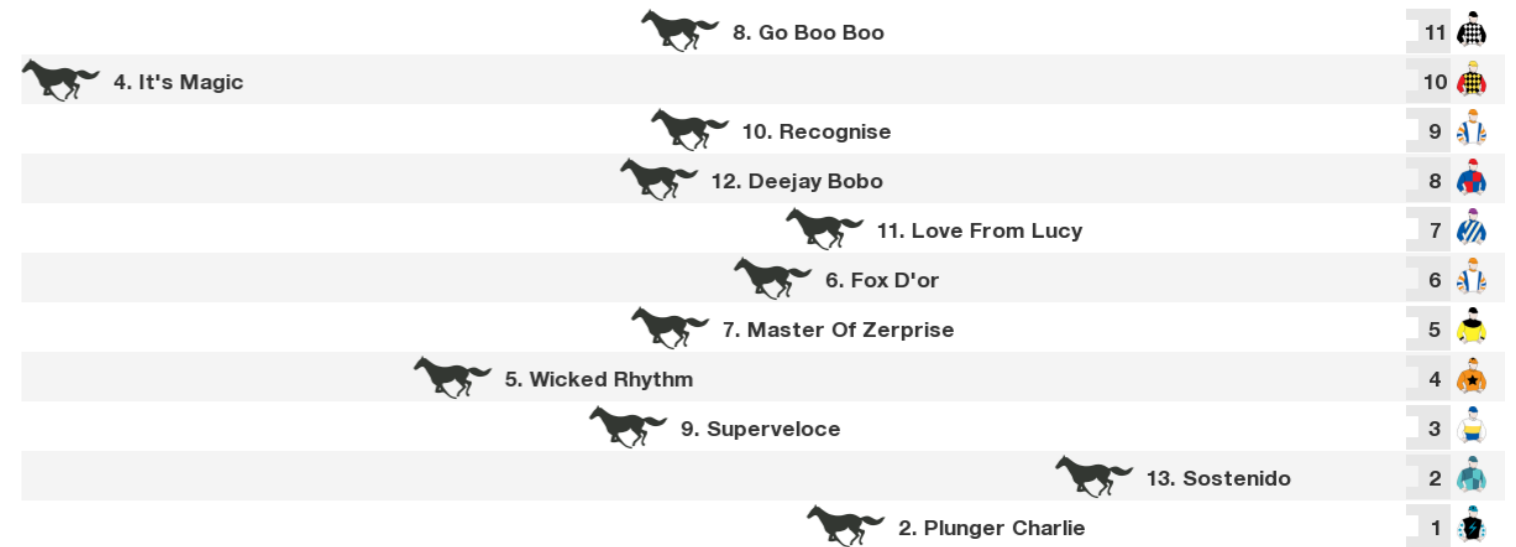 8. Go Boo Boo 11
4. It's Magic 10
10. Recognise 9
12. Deejay Bobo 8
11. Love From Lucy 7
6. Fox D'or 6
7. Master Of Zerprise 5
5. Wicked Rhythm 4
9. Superveloce 3
13. Sostenido 2
2. Plunger Charlie 1